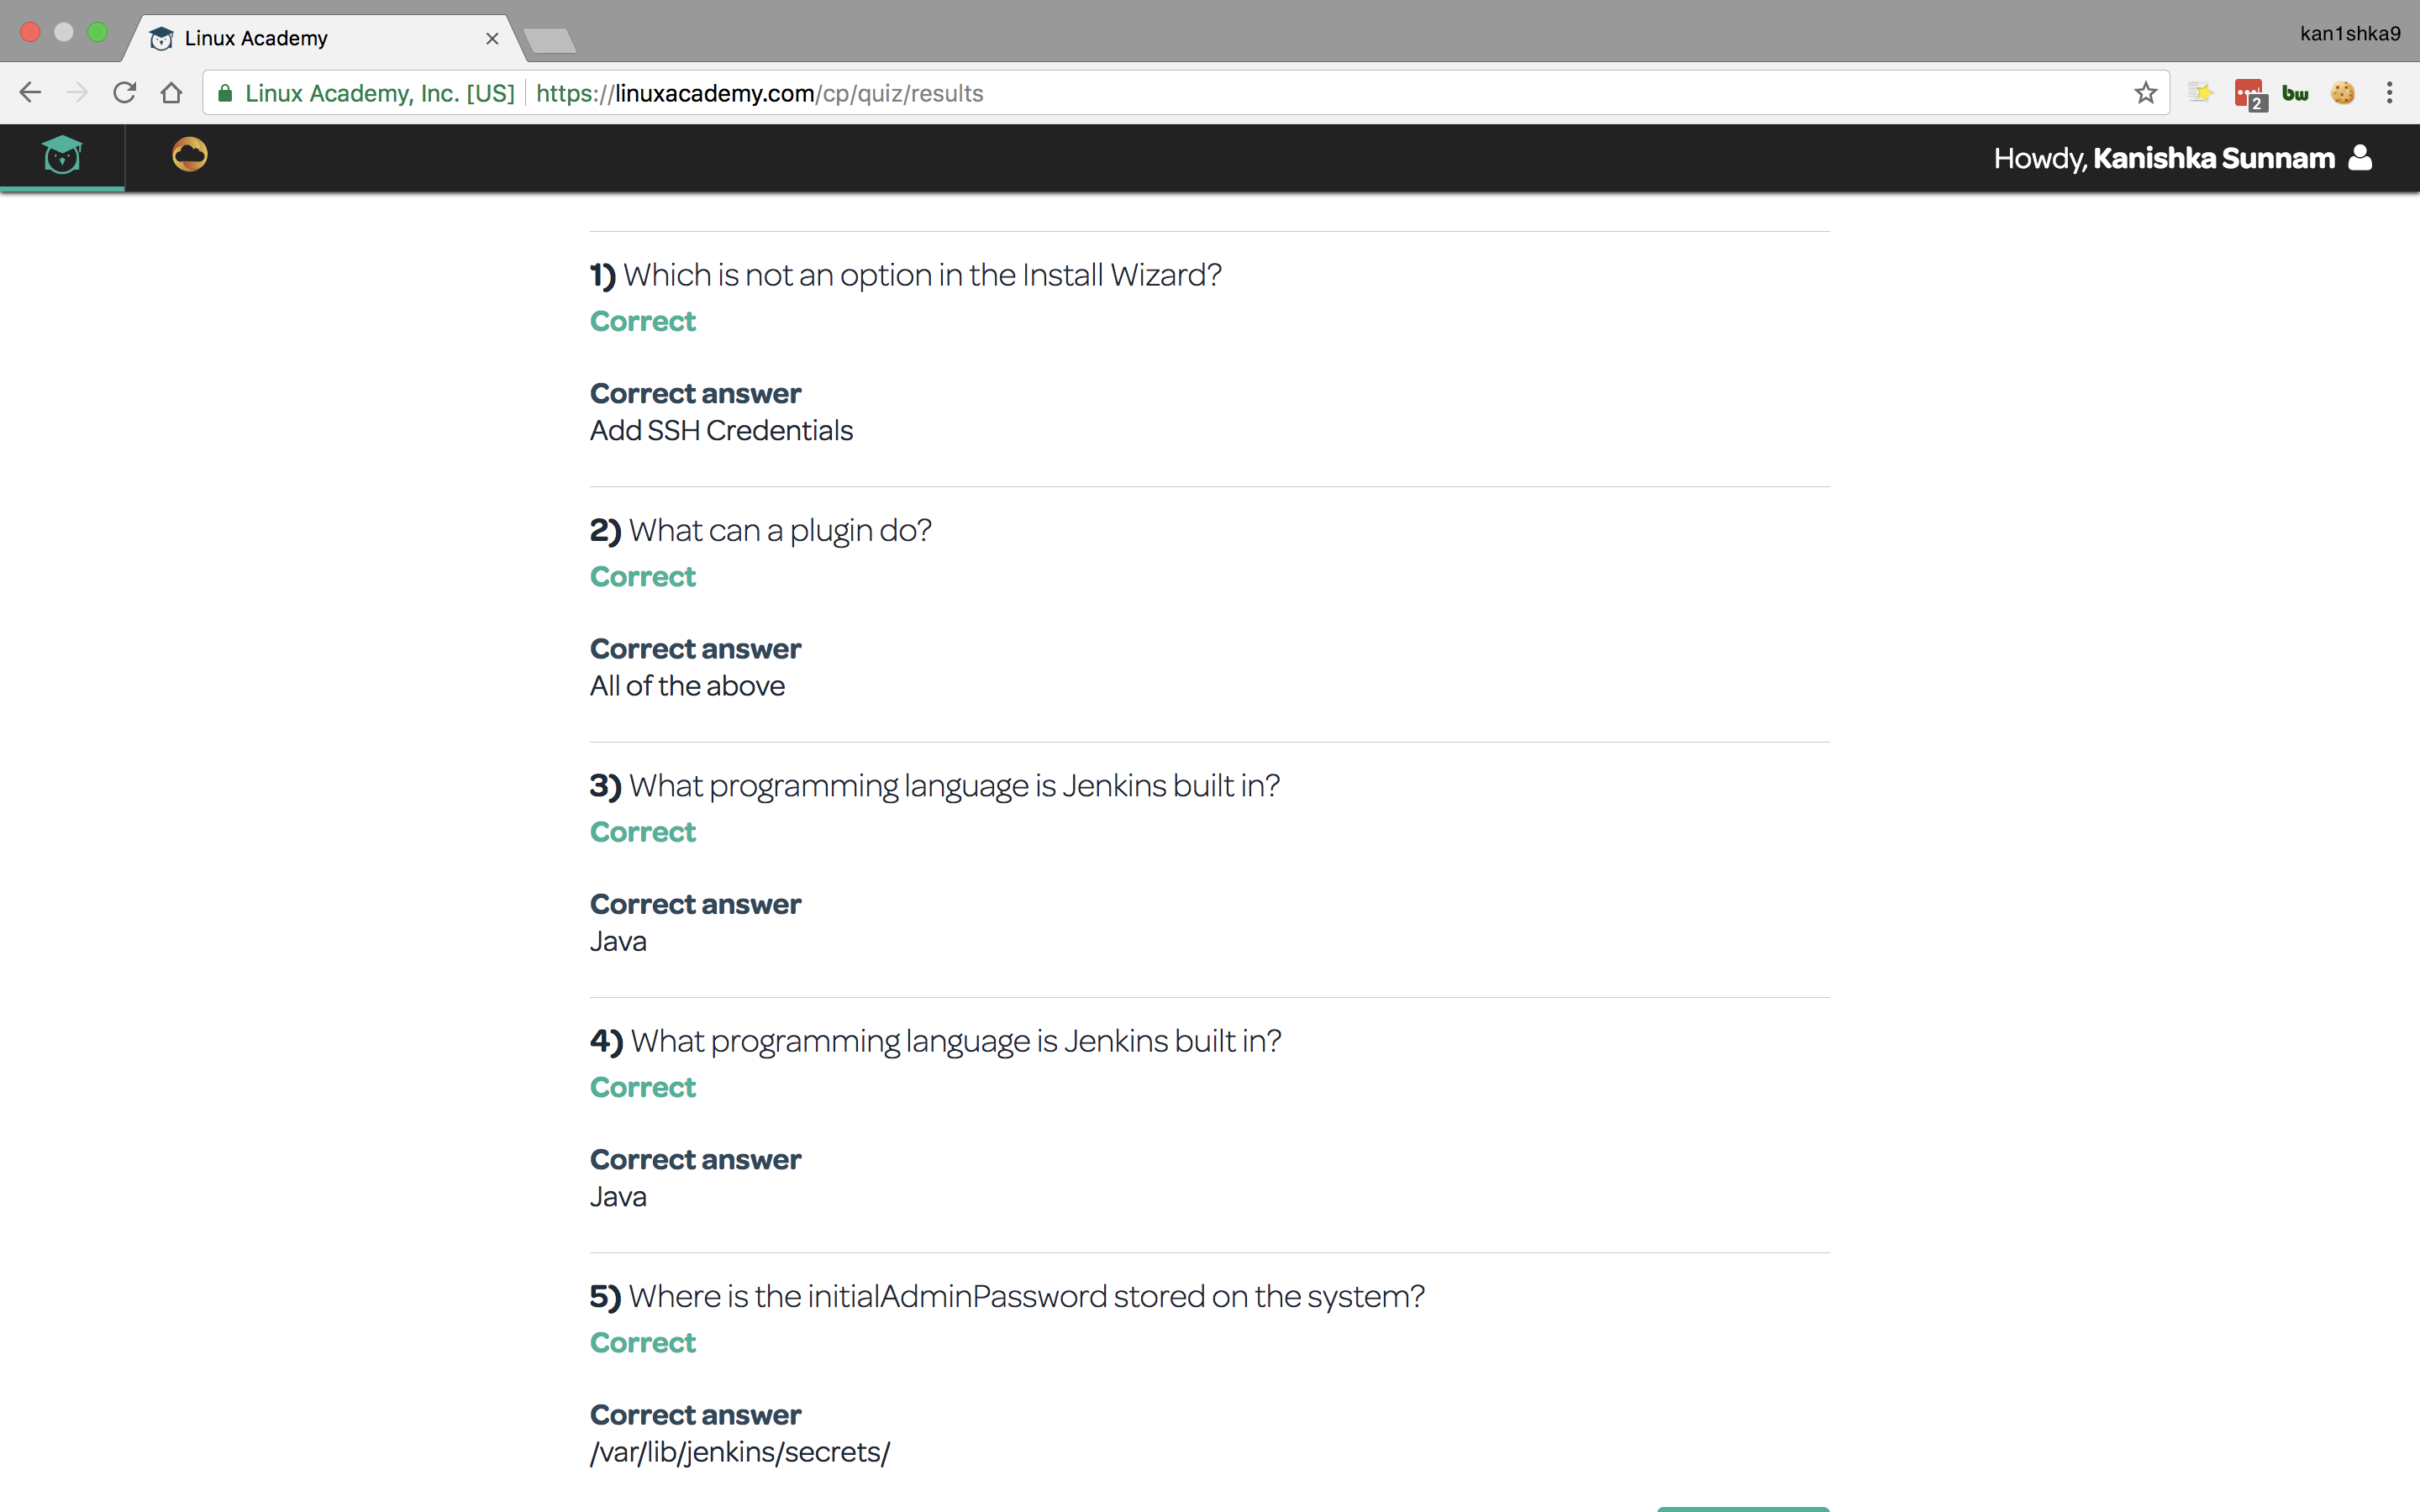 Linux Academy
kan1shka9
Linux Academy, Inc. [US] https://linuxacademy.com/cp/quiz/results
2
bw
Howdy, Kanishka Sunnam
1) Which is not an option in the Install Wizard?
Correct
Correct answer
Add SSH Credentials
2) What can a plugin do?
Correct
Correct answer
All of the above
3) What programming language is Jenkins built in?
Correct
Correct answer
Java
4) What programming language is Jenkins built in?
Correct
Correct answer
Java
5) Where is the initialAdminPassword stored on the system?
Correct
Correct answer
/var/lib/jenkins/secrets/